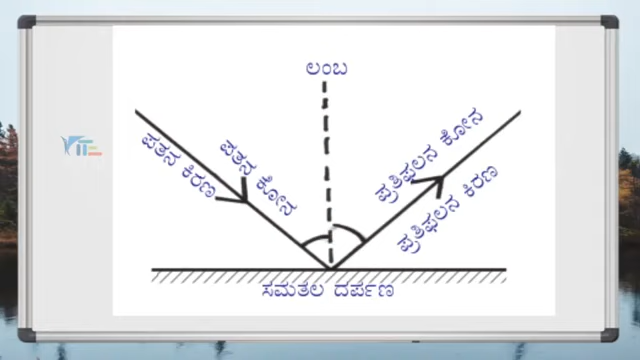 ಲಂಬ
ಪತನ ಕಿರಣ
ಪತನ ಕೋನ
ಪ್ರತಿಫಲನ ಕೋನ
ಪ್ರತಿಫಲನ ಕಿರಣ
ಸಮತಲ ದರ್ಪಣ